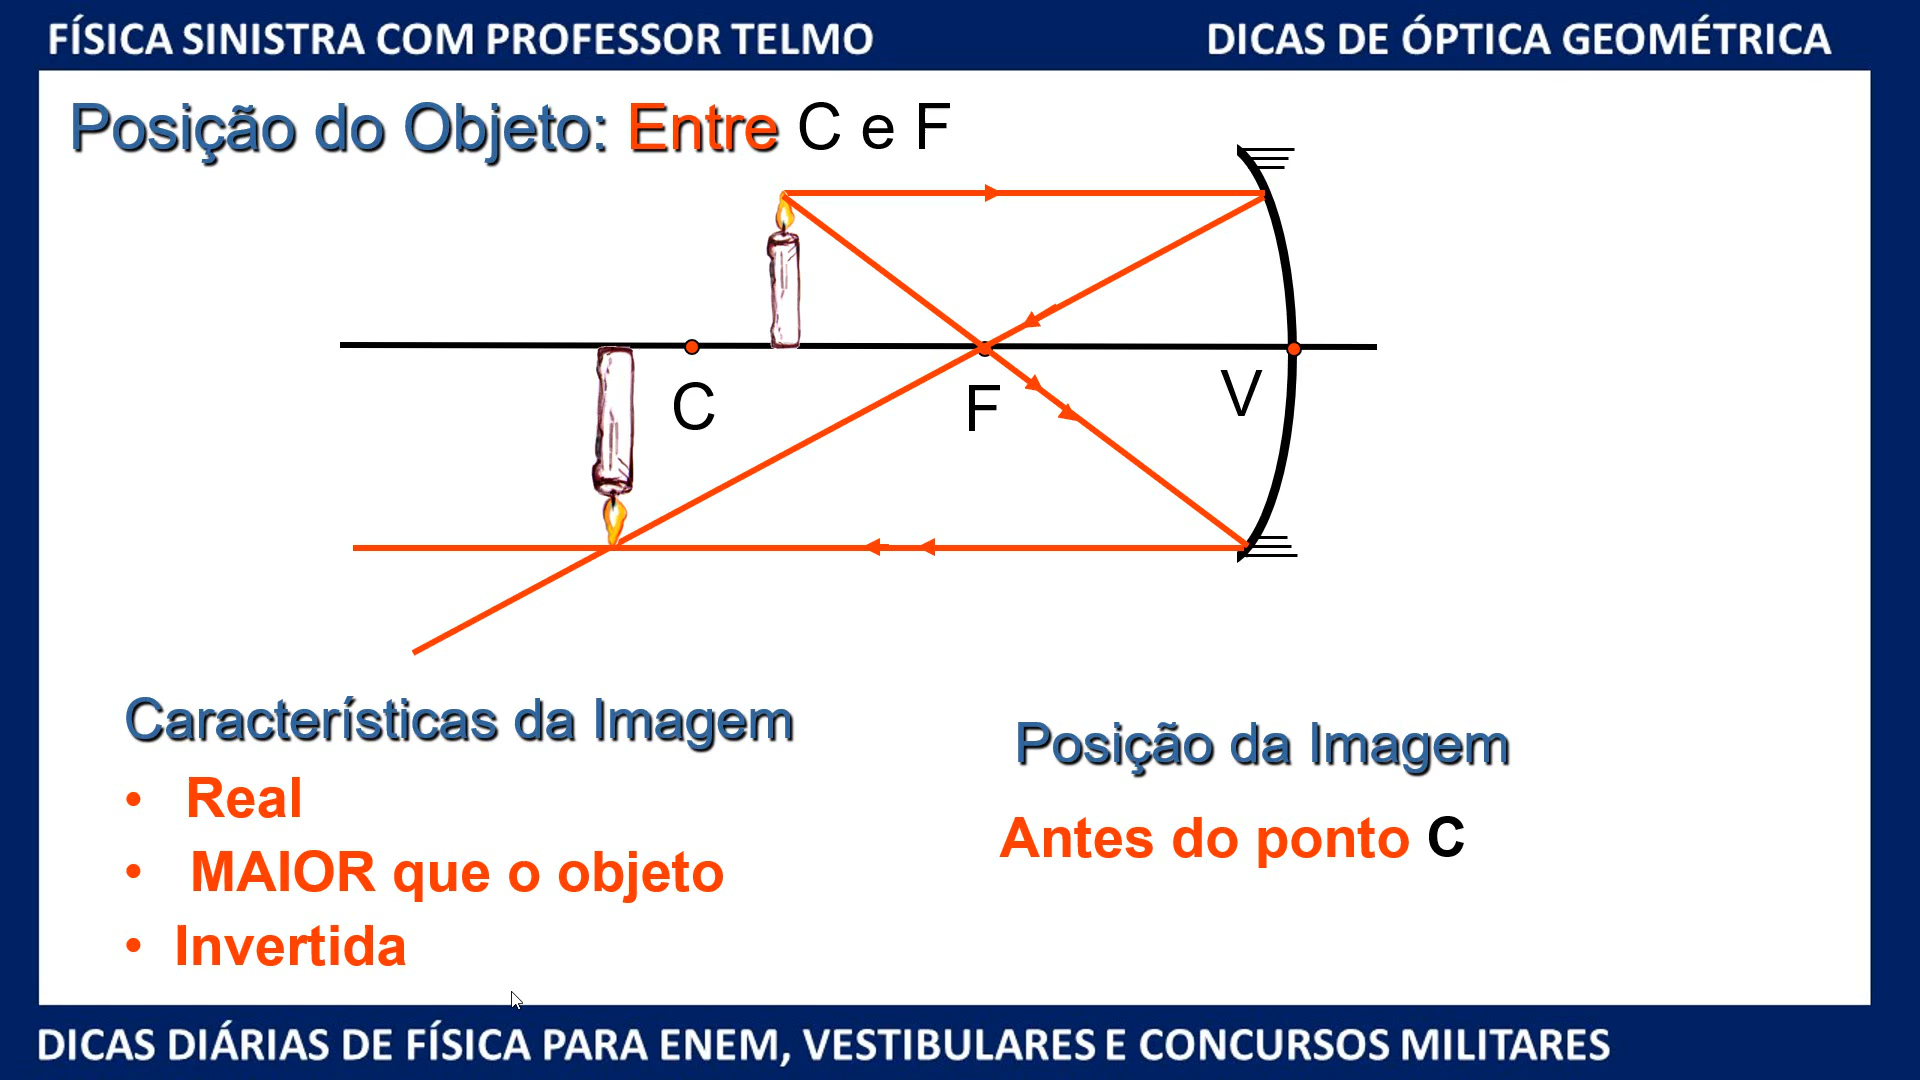 FÍSICA SINISTRA COM PROFESSOR TELMO
DICAS DE ÓPTICA GEOMÉTRICA
Posição do Objeto: Entre C e F
C
F
V
Características da Imagem
• Real
• MAIOR que o objeto
• Invertida
Posição da Imagem
Antes do ponto C
DICAS DIÁRIAS DE FÍSICA PARA ENEM, VESTIBULARES E CONCURSOS MILITARES